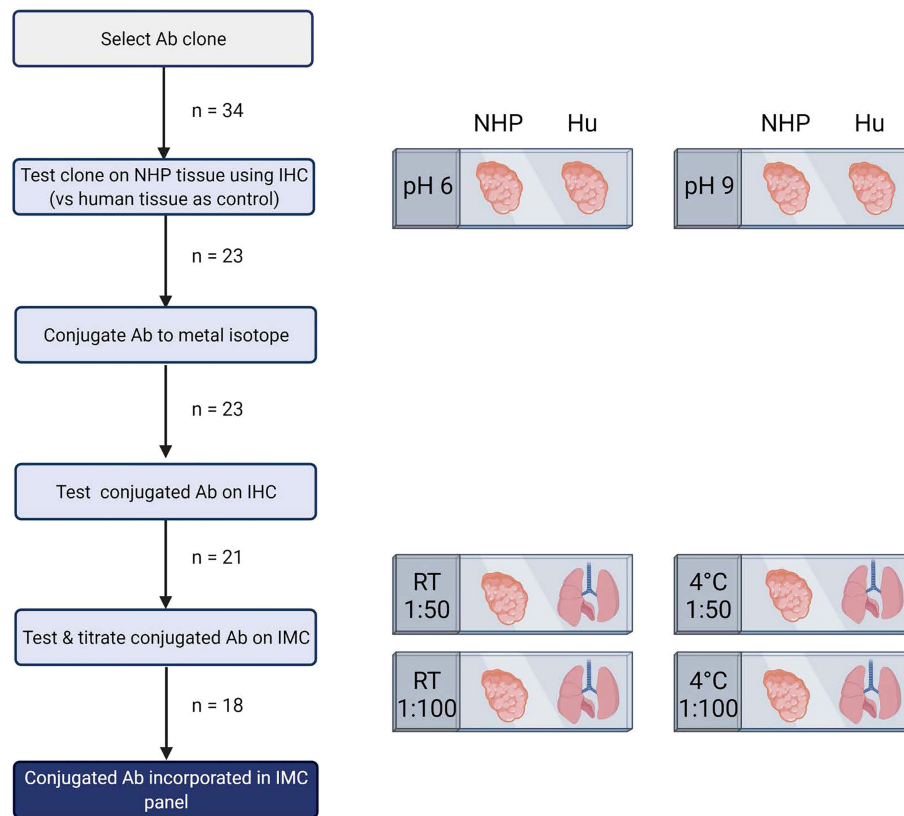 Select Ab clone
n = 34
Test clone on NHP tissue using IHC
(vs human tissue as control)
n = 23
Conjugate Ab to metal isotope
n = 23
Test conjugated Ab on IHC
n = 21
Test & titrate conjugated Ab on IMC
n = 18
Conjugated Ab incorporated in IMC
panel
NHP Hu
pH 6
NHP Hu
pH 9
RT
1:50
4°C
1:50
RT
1:100
4°C
1:100